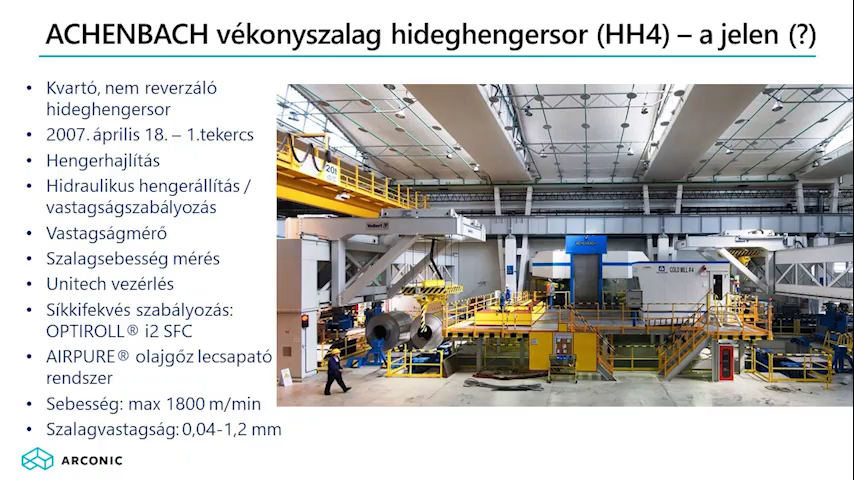 ACHENBACH vékonyszalag hideghengersor (HH4) – a jelen (?)
• Kvartó, nem reverzáló
hideghengersor
• 2007. április 18. – 1.tekercs
• Hengerhajlítás
• Hidraulikus hengerállítás /
vastagságszabályozás
• Vastagságmérő
• Szalagsebesség mérés
• Unitech vezérlés
• Síkkifekvés szabályozás:
OPTIROLL® i2 SFC
• AIRPURE® olajgőz lecsapató
rendszer
• Sebesség: max 1800 m/min
• Szalagvastagság: 0,04-1,2 mm
201
ACHENBACH
COLD MILL #4
ARCONIC